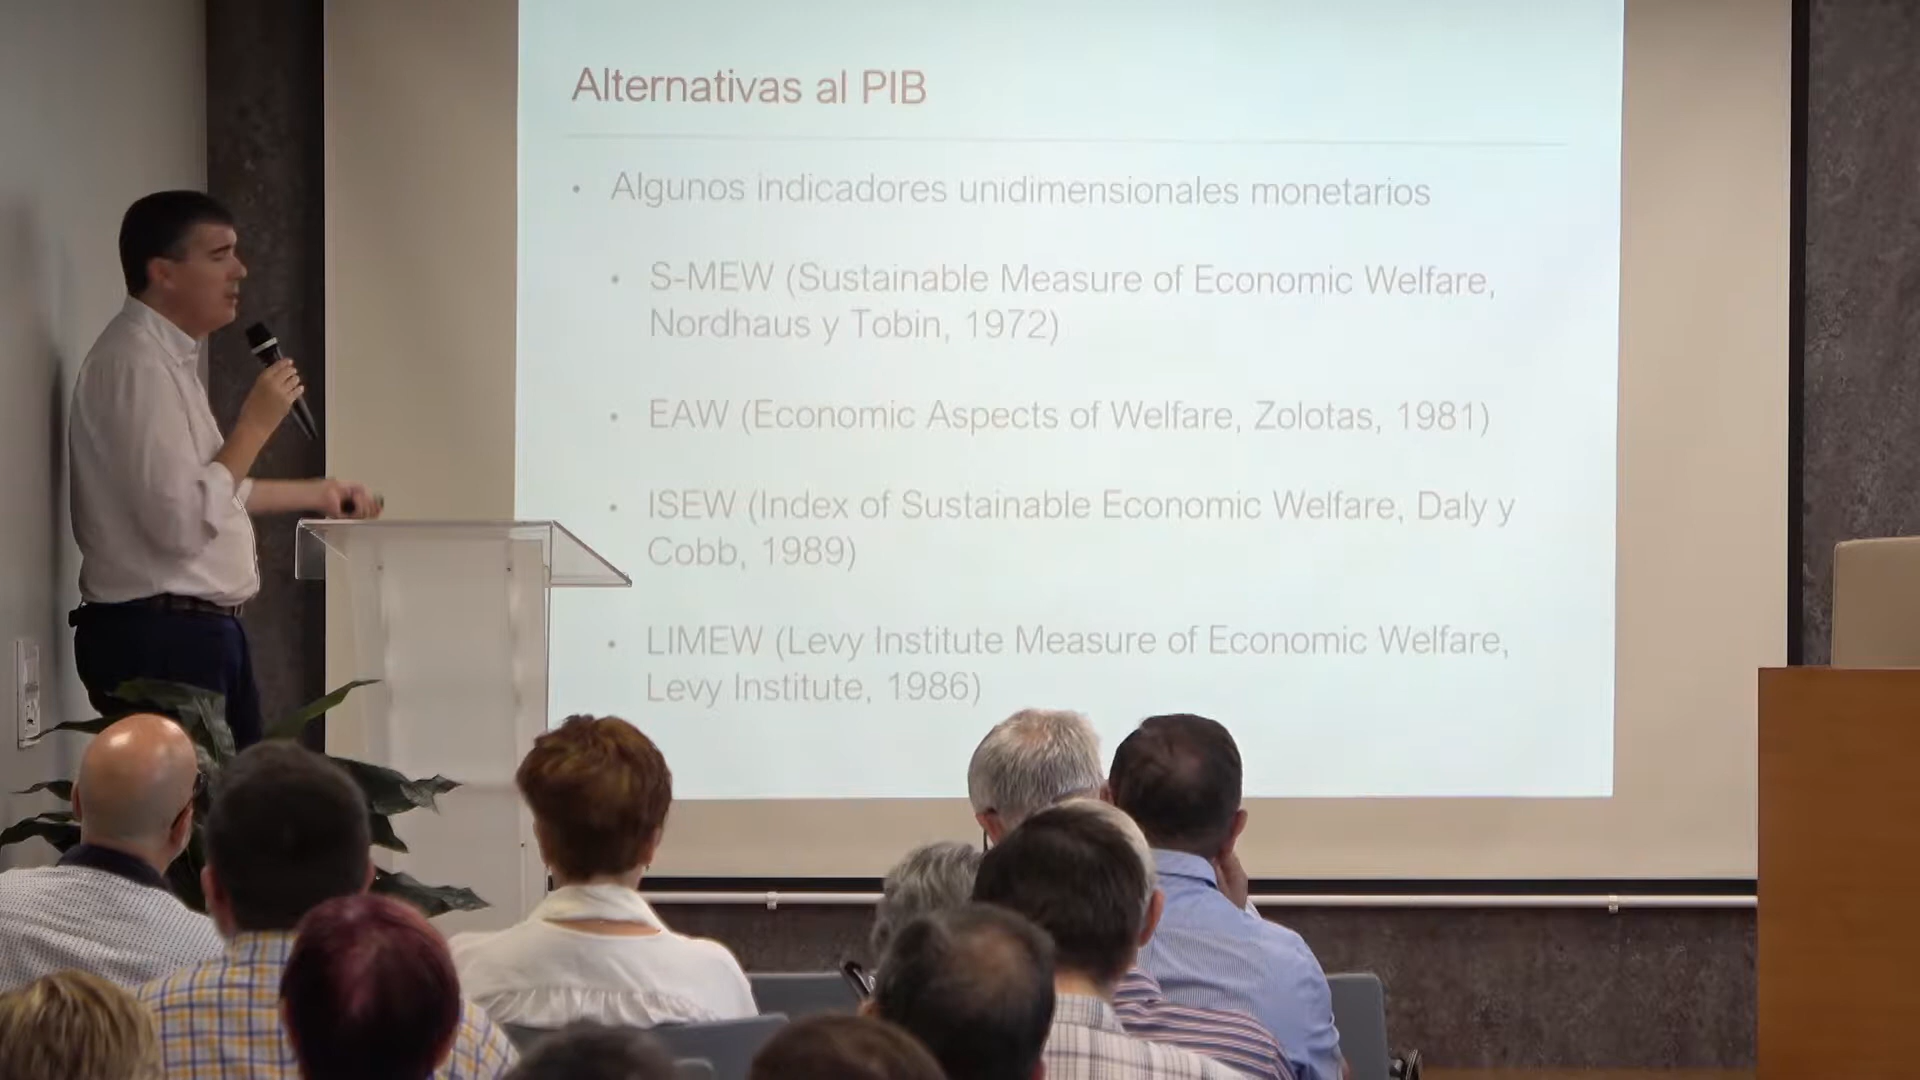 Alternativas al PIB
• Algunos indicadores unidimensionales monetarios
• S-MEW (Sustainable Measure of Economic Welfare,
Nordhaus y Tobin, 1972)
• EAW (Economic Aspects of Welfare, Zolotas, 1981)
• ISEW (Index of Sustainable Economic Welfare, Daly y
Cobb, 1989)
• LIMEW (Levy Institute Measure of Economic Welfare,
Levy Institute, 1986)